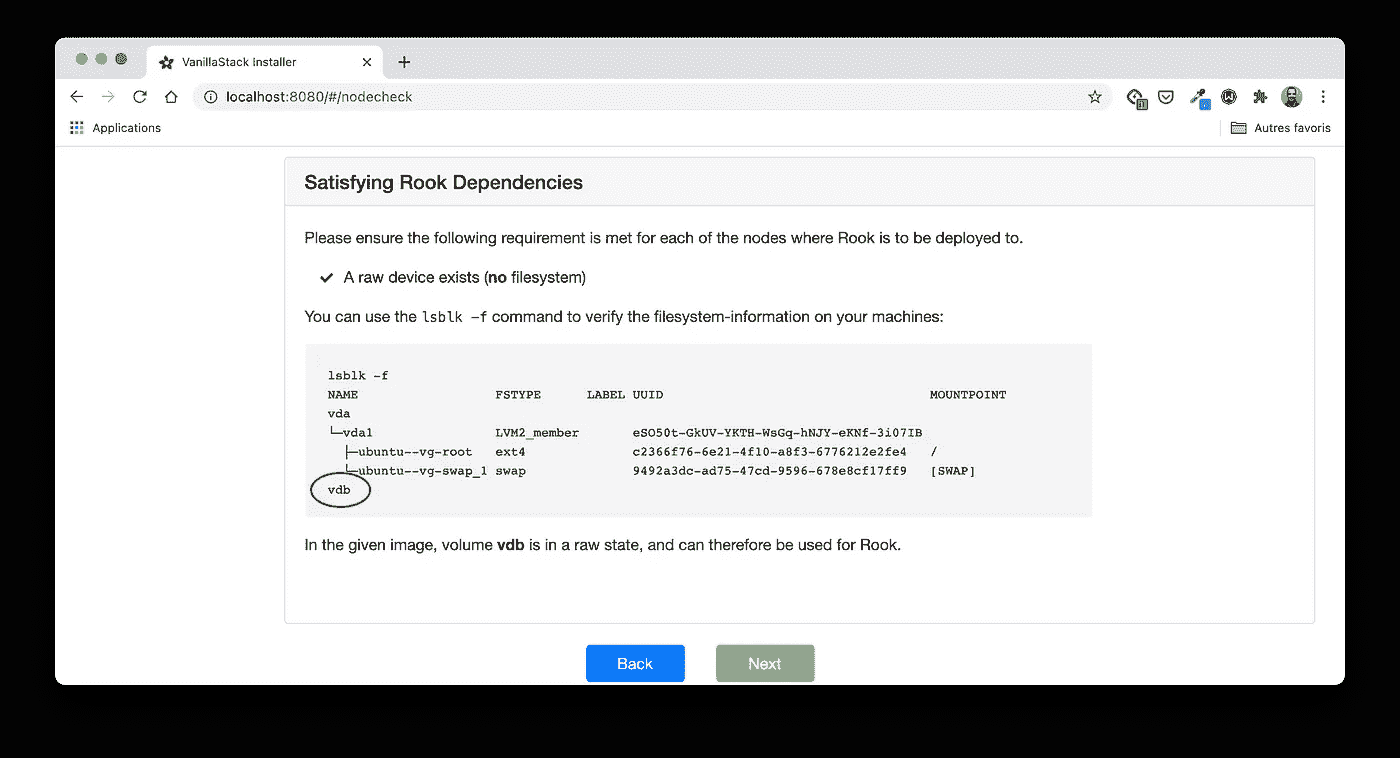 VanillaStack Installer
localhost:8080/#/nodecheck
Applications
Autres favoris
Satisfying Rook Dependencies
Please ensure the following requirement is met for each of the nodes where Rook is to be deployed to.
✔ A raw device exists (no filesystem)
You can use the lsblk -f command to verify the filesystem-information on your machines:
lsblk -f
NAME FSTYPE LABEL UUID MOUNTPOINT
vda
└─vda1 LVM2_member eSO50t-GkUV-YKTH-WsGq-hNJY-eKNf-3i07IB
├─ubuntu--vg-root ext4 c2366f76-6e21-4f10-a8f3-6776212e2fe4 /
└─ubuntu--vg-swap_1 swap 9492a3dc-ad75-47cd-9596-678e8cf17ff9 [SWAP]
vdb
In the given image, volume vdb is in a raw state, and can therefore be used for Rook.
Back Next